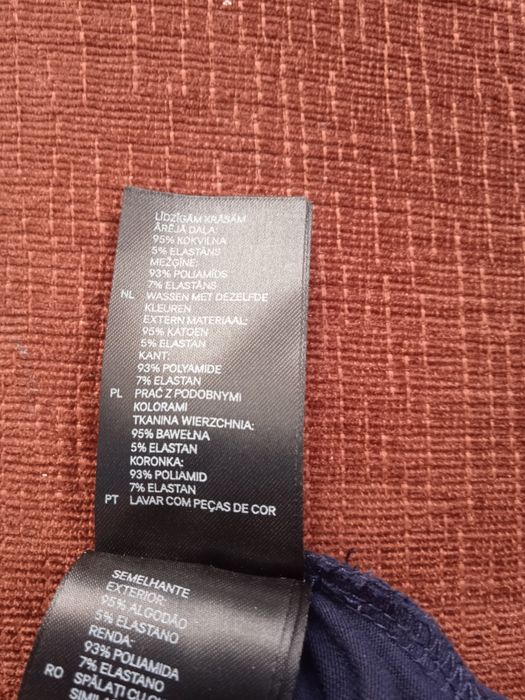 LĪDZĪGĀM KRĀSĀM
ĀRĒJĀ DAĻA:
95% KOKVILNA
5% ELASTĀNS
MEŽĢĪNE:
93% POLIAMĪDS
7% ELASTĀNS
NL WASSEN MET DEZELFDE
KLEUREN
EXTERN MATERIAAL:
95% KATOEN
5% ELASTAN
KANT:
93% POLYAMIDE
7% ELASTAN
PL PRAĆ Z PODOBNYMI
KOLORAMI
TKANINA WIERZCHNIA:
95% BAWEŁNA
5% ELASTAN
KORONKA:
93% POLIAMID
7% ELASTAN
PT LAVAR COM PEÇAS DE COR
SEMELHANTE
EXTERIOR:
95% ALGODÃO
5% ELASTANO
RENDA:
93% POLIAMIDA
7% ELASTANO
RO SPĂLAȚI CU